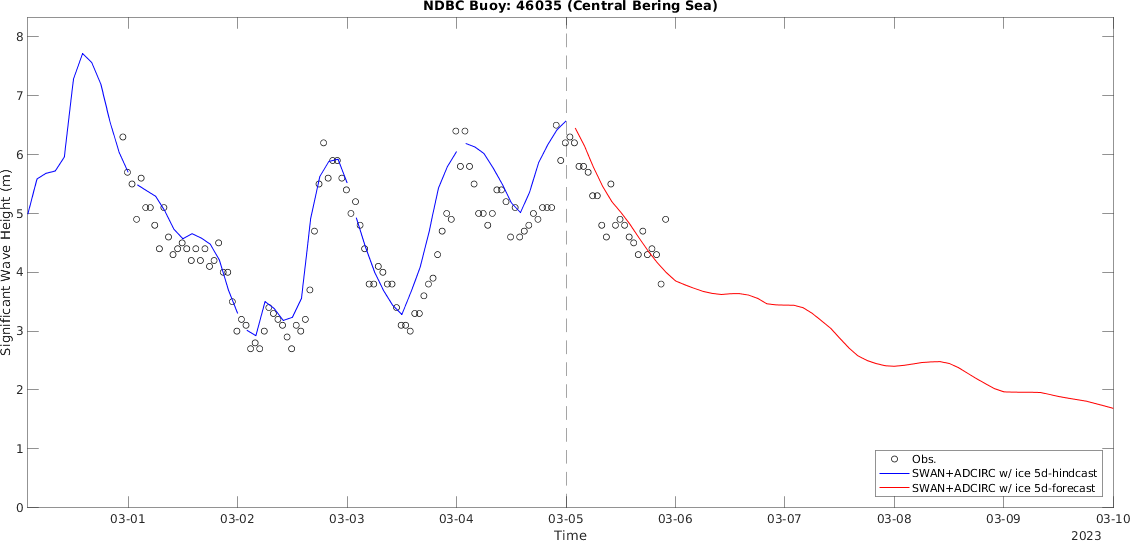 NDBC Buoy: 46035 (Central Bering Sea)
8
7
6
5
4
3
2
1
0
Significant Wave Height (m)
Obs.
SWAN+ADCIRC w/ ice 5d-hindcast
SWAN+ADCIRC w/ ice 5d-forecast
03-01 03-02 03-03 03-04 03-05 03-06 03-07 03-08 03-09 03-10
Time
2023